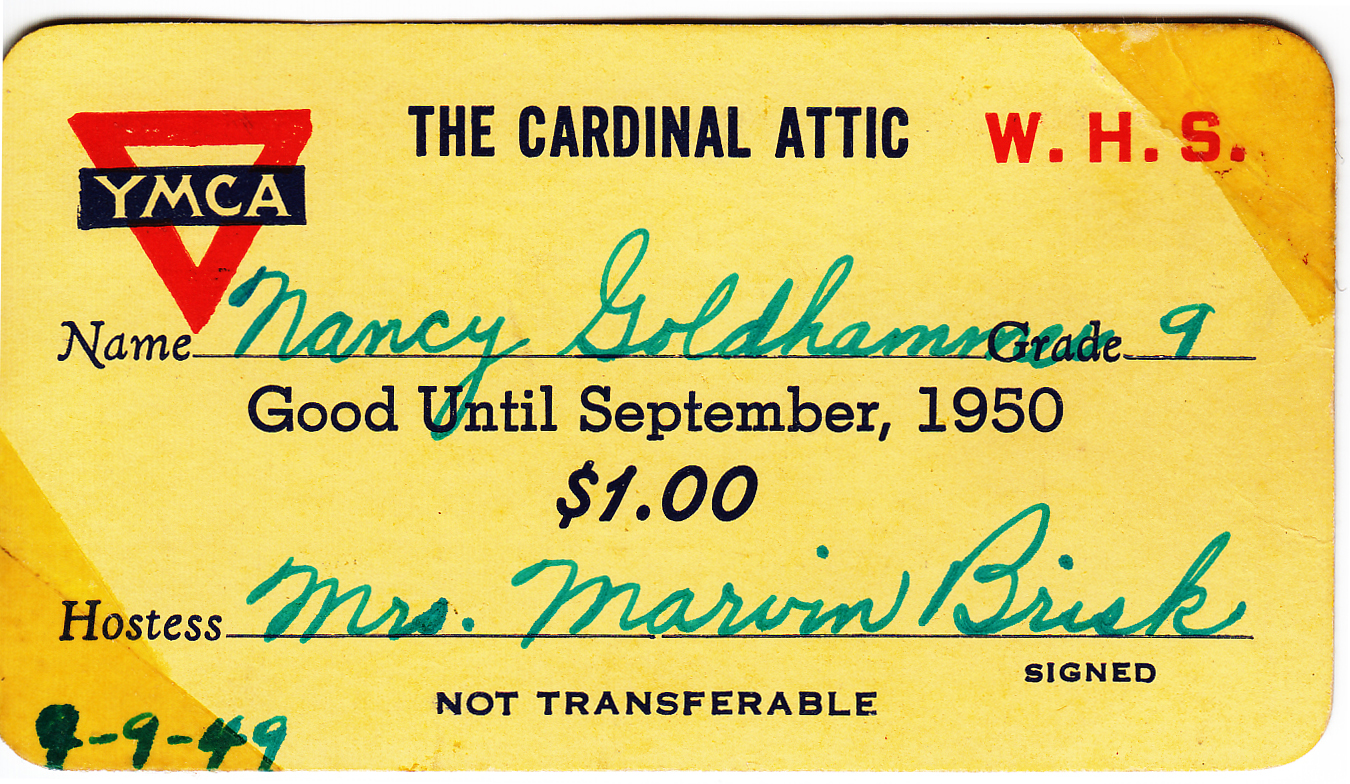 THE CARDINAL ATTIC W. H. S.
YMCA
Name Nancy Goldhammer Grade 9
Good Until September, 1950
$1.00
Hostess Mrs. Marvin Brisk
SIGNED
NOT TRANSFERABLE
9-9-49